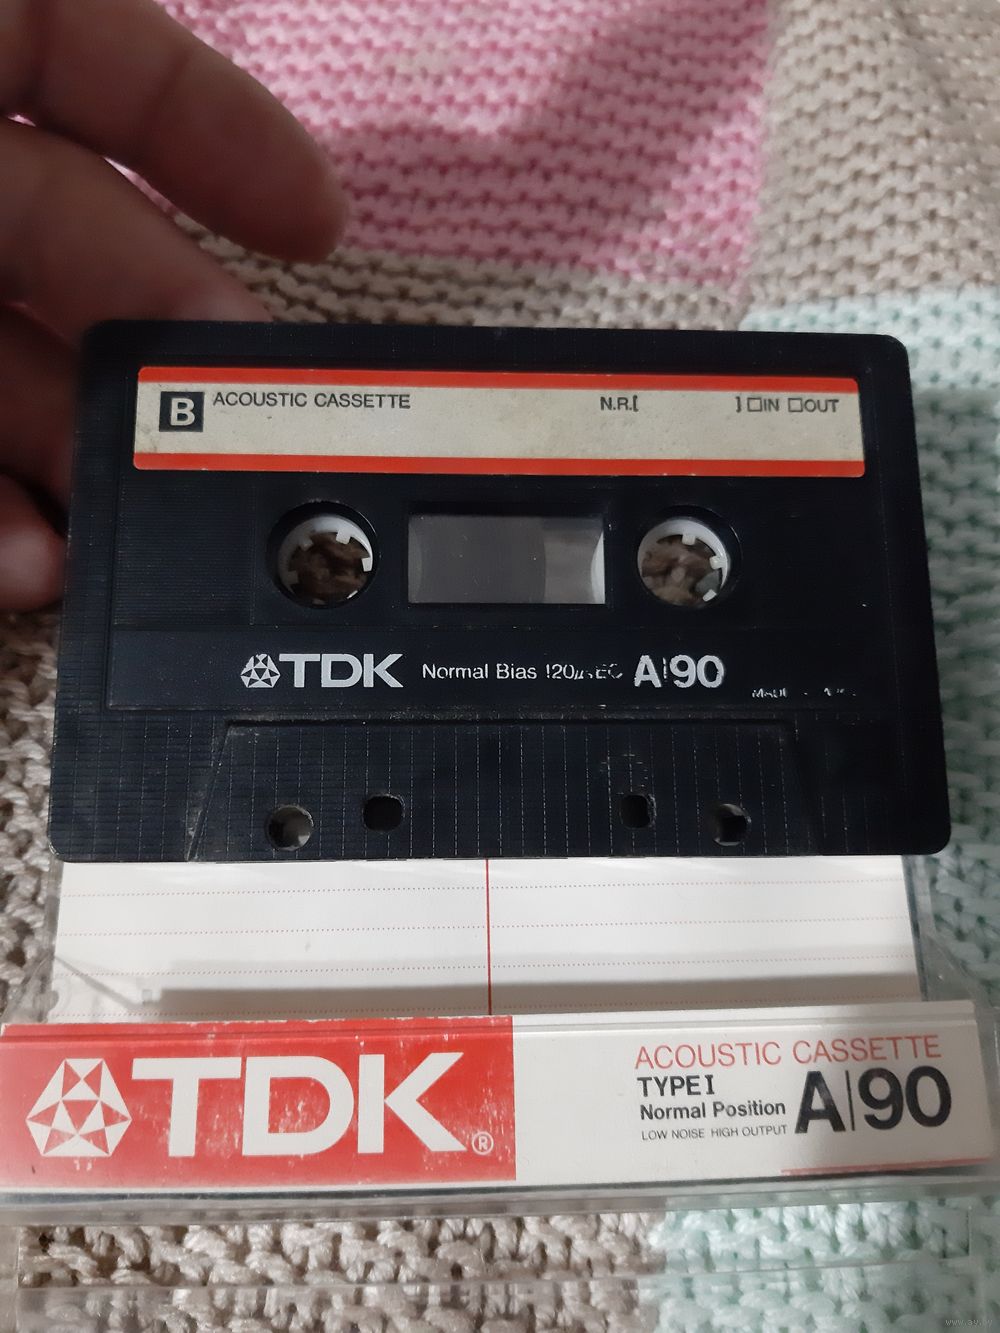 B ACOUSTIC CASSETTE N.R.[ ] □IN □OUT
TDK Normal Bias 120µ A|90
TDK®
ACOUSTIC CASSETTE
TYPE I
Normal Position
LOW NOISE HIGH OUTPUT
A|90